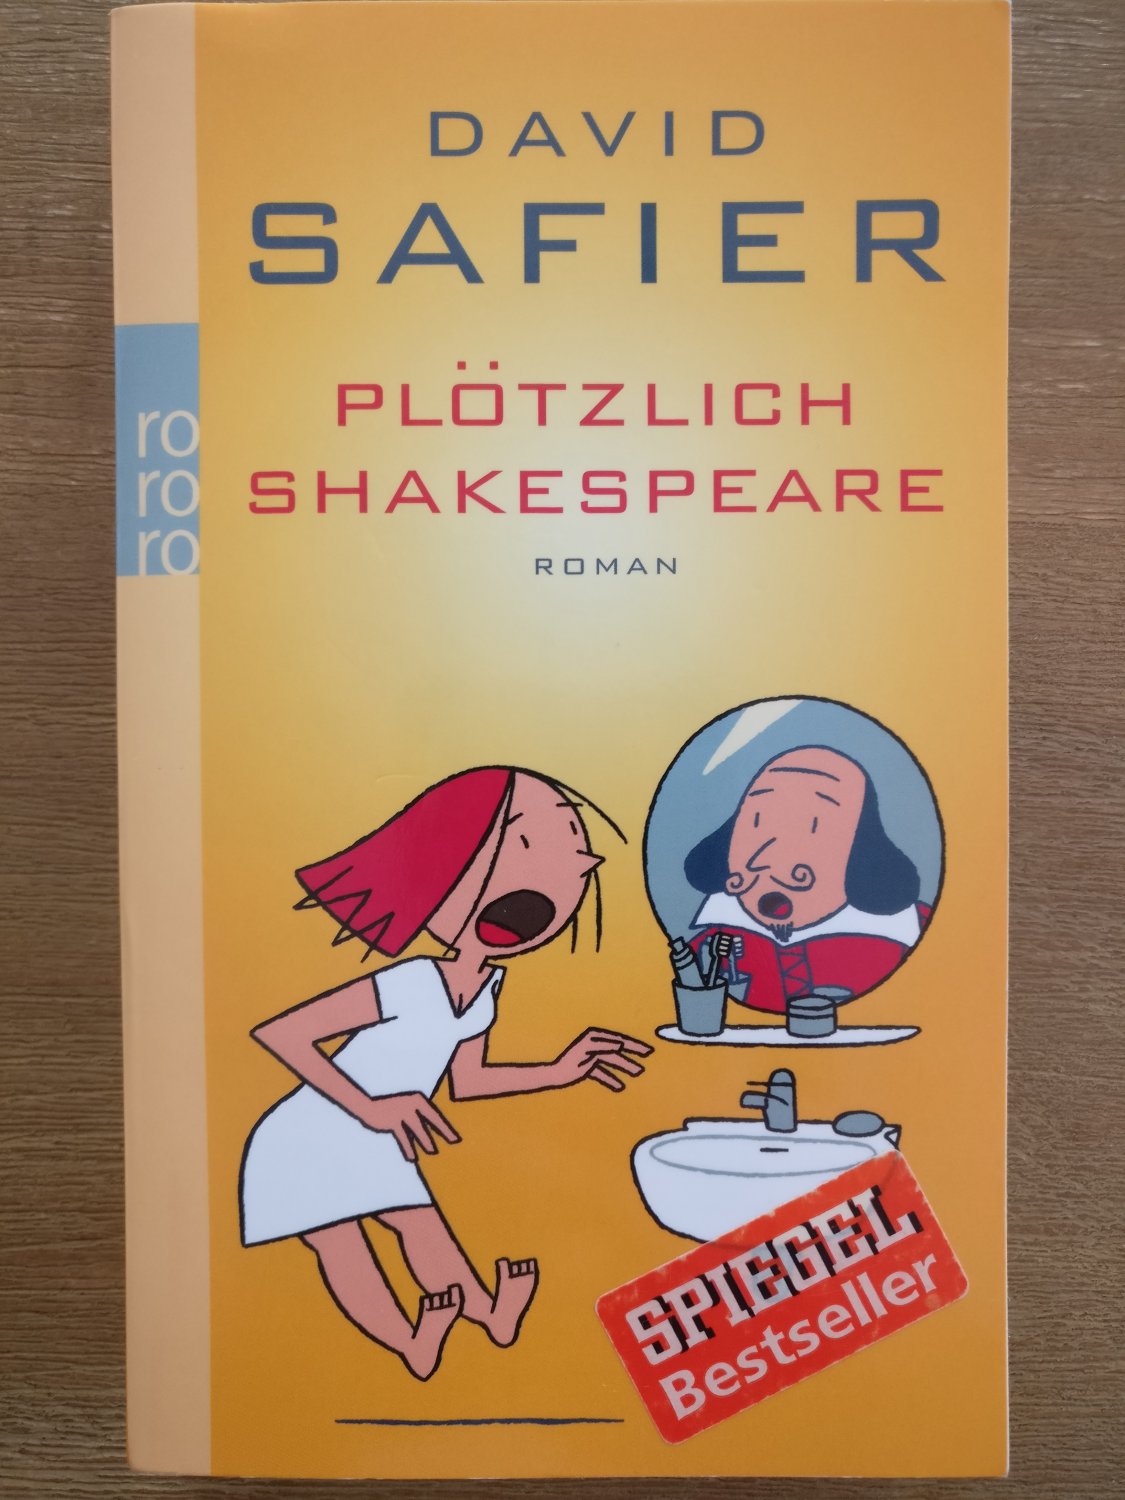 DAVID
SAFIER
PLÖTZLICH
SHAKESPEARE
ROMAN
ro
ro
ro
SPIEGEL
Bestseller